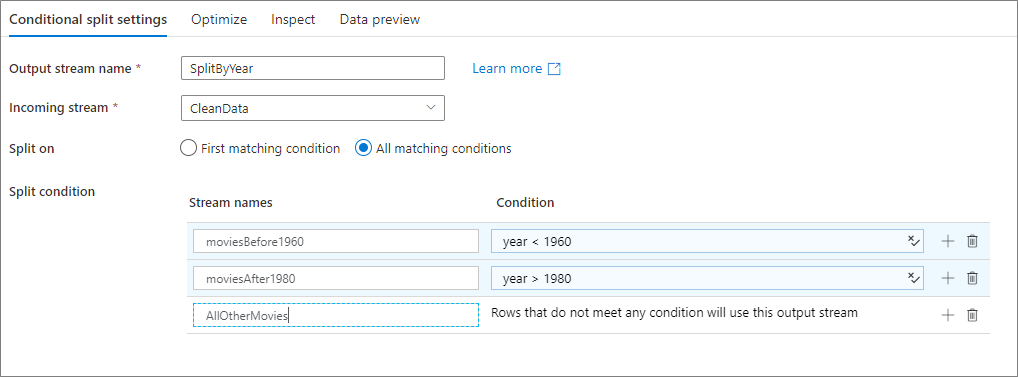 Conditional split settings Optimize Inspect Data preview
Output stream name * SplitByYear Learn more
Incoming stream * CleanData
Split on First matching condition All matching conditions
Split condition
Stream names Condition
moviesBefore1960 year < 1960
moviesAfter1980 year > 1980
AllOtherMovies Rows that do not meet any condition will use this output stream